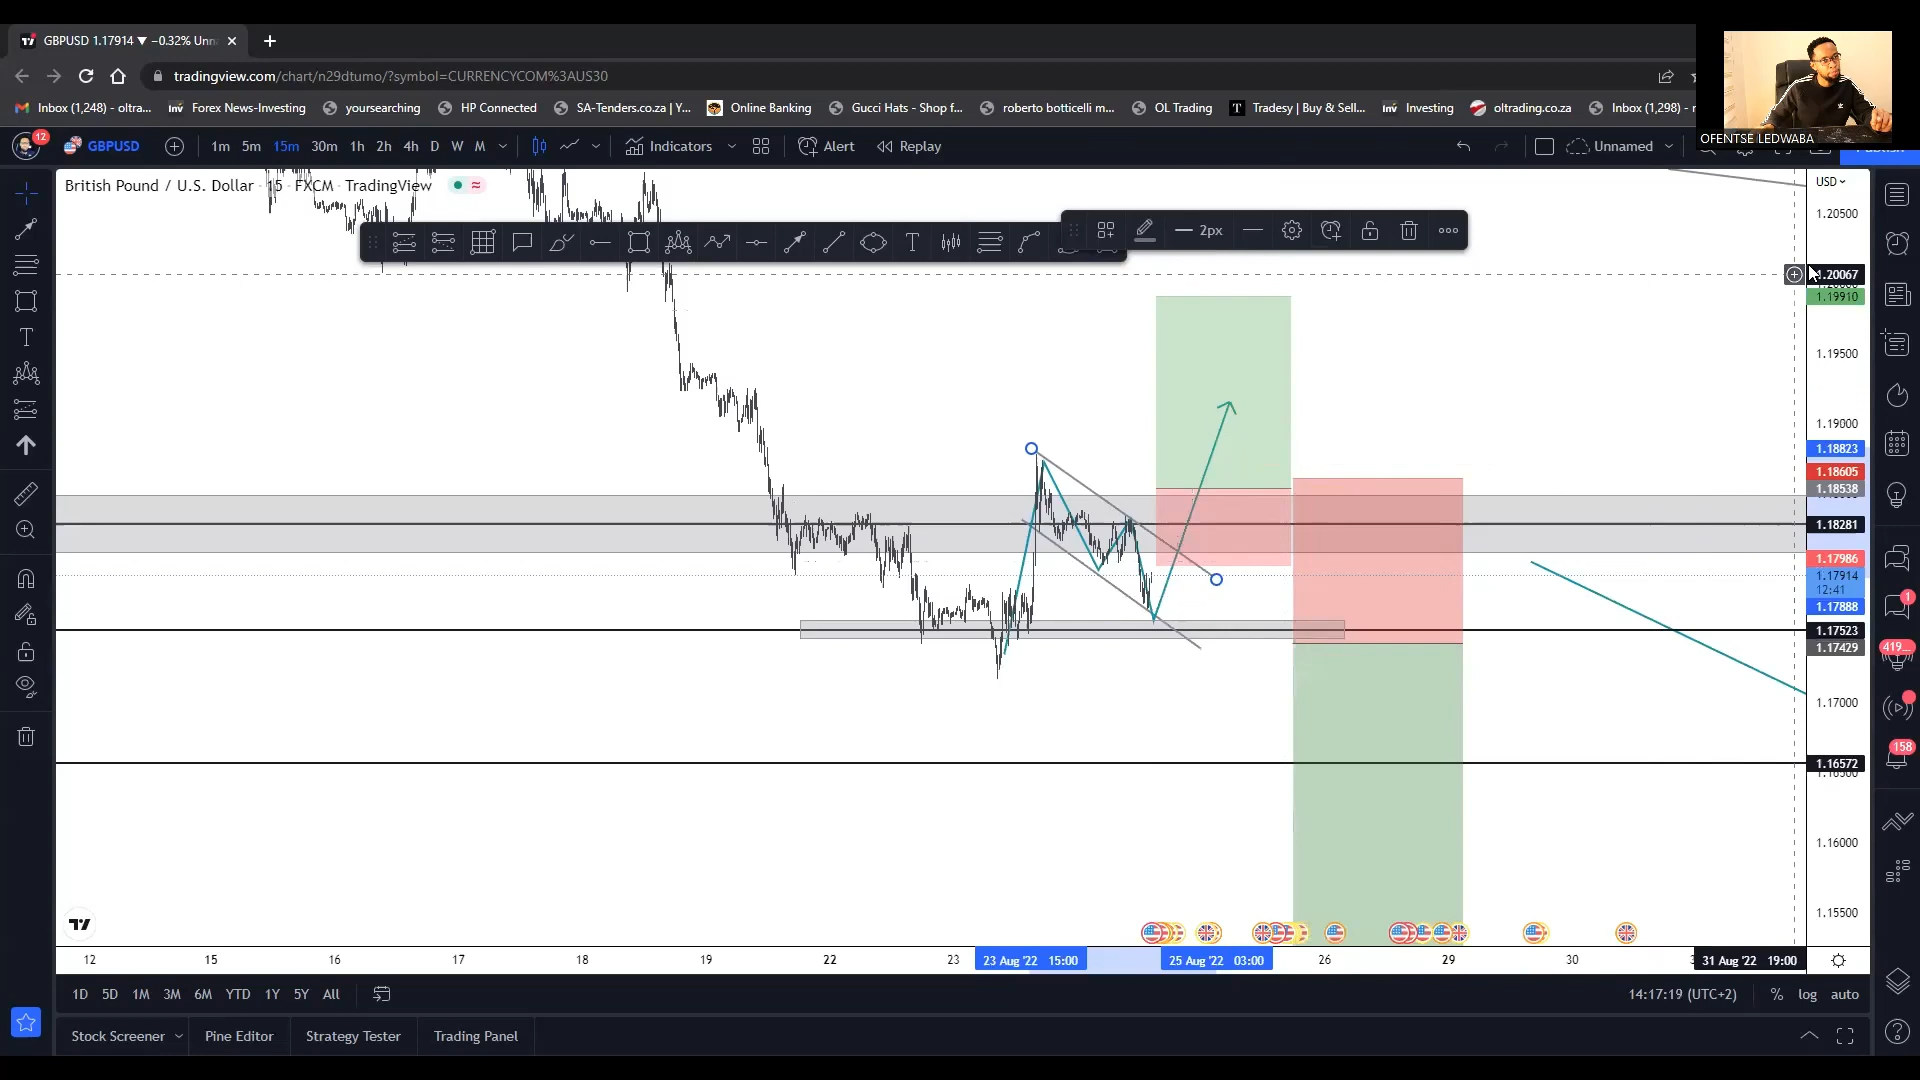 GBPUSD 1.17914 ▼ −0.32% Unn
tradingview.com/chart/n29dtumo/?symbol=CURRENCYCOM%3AUS30
Inbox (1,248) - oltra...
Inv Forex News-Investing
yoursearching
HP Connected
SA-Tenders.co.za | Y...
Online Banking
Gucci Hats - Shop f...
roberto botticelli m...
OL Trading
T Tradesy | Buy & Sell...
Inv Investing
oltrading.co.za
Inbox (1,298) - r
OFENTSE LEDWABA
12
GBPUSD
1m 5m 15m 30m 1h 2h 4h D W M
Indicators
Alert
Replay
Unnamed
British Pound / U.S. Dollar · 15 · FXCM · TradingView
2px
USD
1.20500
1.20067
1.19910
1.19500
1.19000
1.18823
1.18605
1.18538
1.18281
1.17986
1.17914
12:41
1.17888
1.17523
1.17429
1.17000
1.16572
1.16000
1.15500
1
419...
158
12 15 16 17 18 19 22 23 23 Aug '22 15:00 25 Aug '22 03:00 26 29 30 31 Aug '22 19:00
1D 5D 1M 3M 6M YTD 1Y 5Y All
14:17:19 (UTC+2) % log auto
Stock Screener
Pine Editor
Strategy Tester
Trading Panel